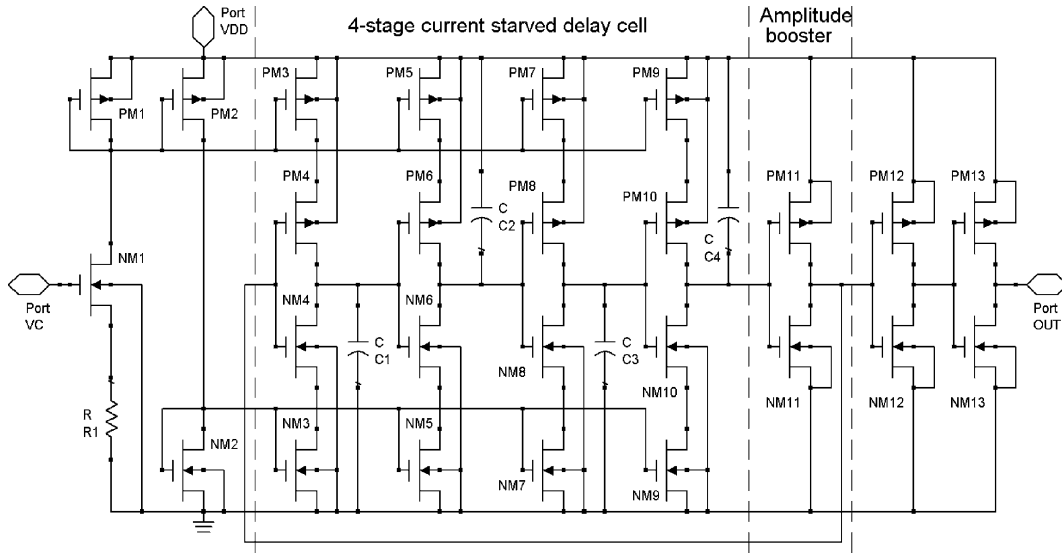 Port
VDD
4-stage current starved delay cell
Amplitude
booster
PM1
PM2
PM3
PM5
PM7
PM9
PM4
PM6
PM8
PM10
PM11
PM12
PM13
C
C2
C
C4
NM1
Port
VC
NM4
NM6
C
C1
C
C3
NM8
NM10
NM11
NM12
NM13
Port
OUT
R
R1
NM2
NM3
NM5
NM7
NM9